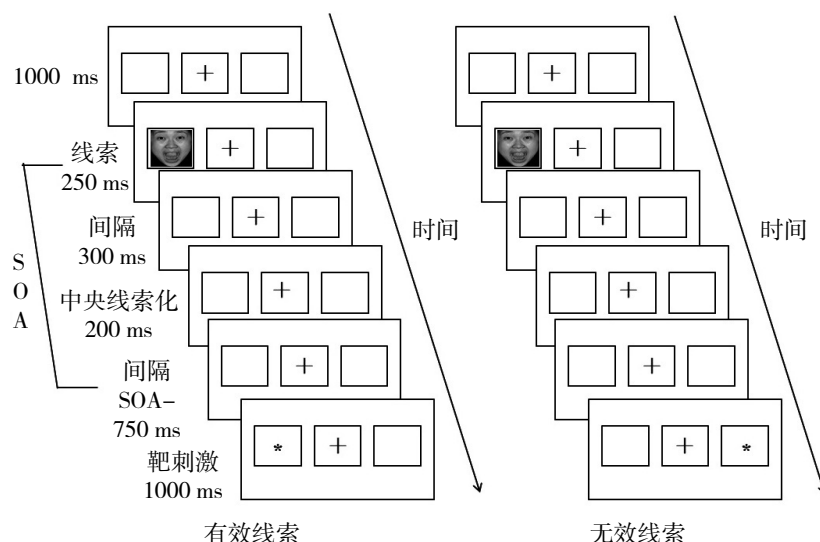 1000 ms
线索
250 ms
间隔
300 ms
中央线索化
200 ms
间隔
SOA-
750 ms
靶刺激
1000 ms
S
O
A
+
+
+
+
+
* +
时间
有效线索
+
+
+
+
+
+ *
时间
无效线索